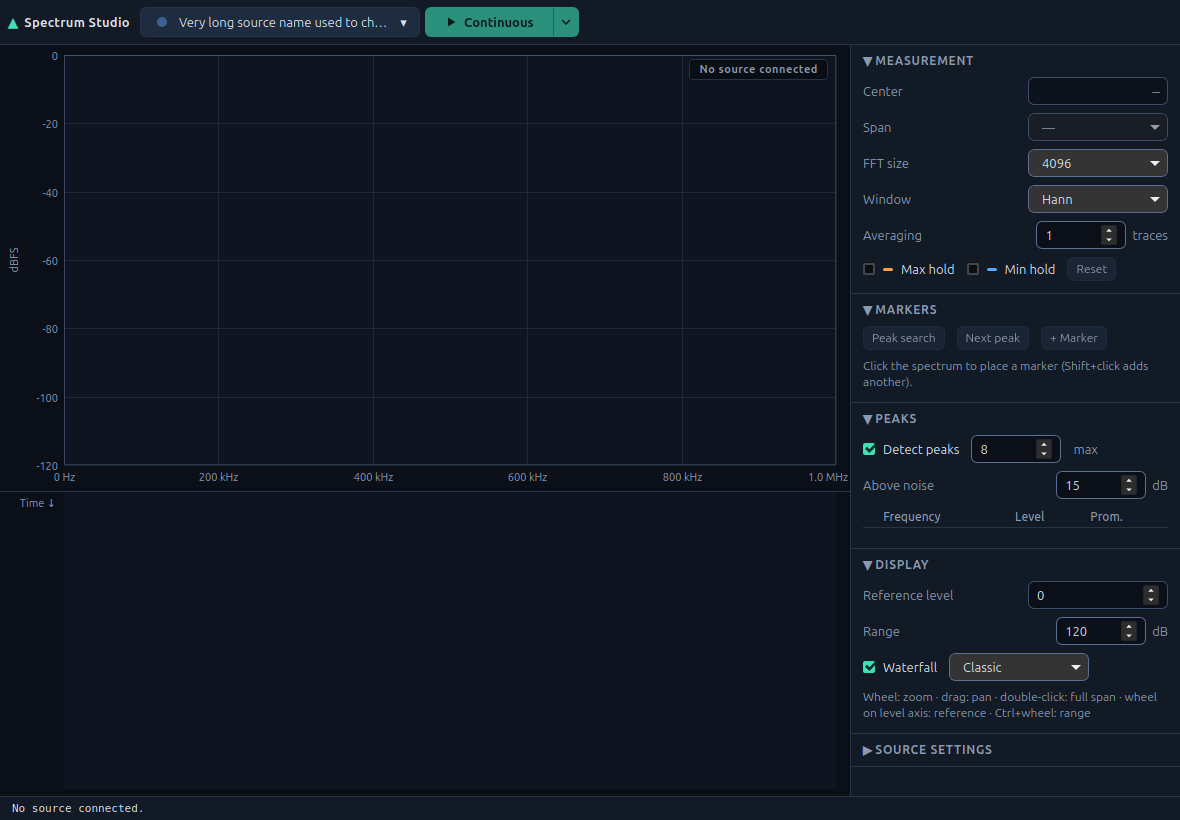 Spectrum Studio
Very long source name used to ch…
Continuous
No source connected
0
-20
-40
-60
-80
-100
-120
dBFS
0 Hz 200 kHz 400 kHz 600 kHz 800 kHz 1.0 MHz
Time ↓
MEASUREMENT
Center –
Span —
FFT size 4096
Window Hann
Averaging 1 traces
Max hold Min hold Reset
MARKERS
Peak search Next peak + Marker
Click the spectrum to place a marker (Shift+click adds
another).
PEAKS
Detect peaks 8 max
Above noise 15 dB
Frequency Level Prom.
DISPLAY
Reference level 0
Range 120 dB
Waterfall Classic
Wheel: zoom · drag: pan · double-click: full span · wheel
on level axis: reference · Ctrl+wheel: range
SOURCE SETTINGS
No source connected.